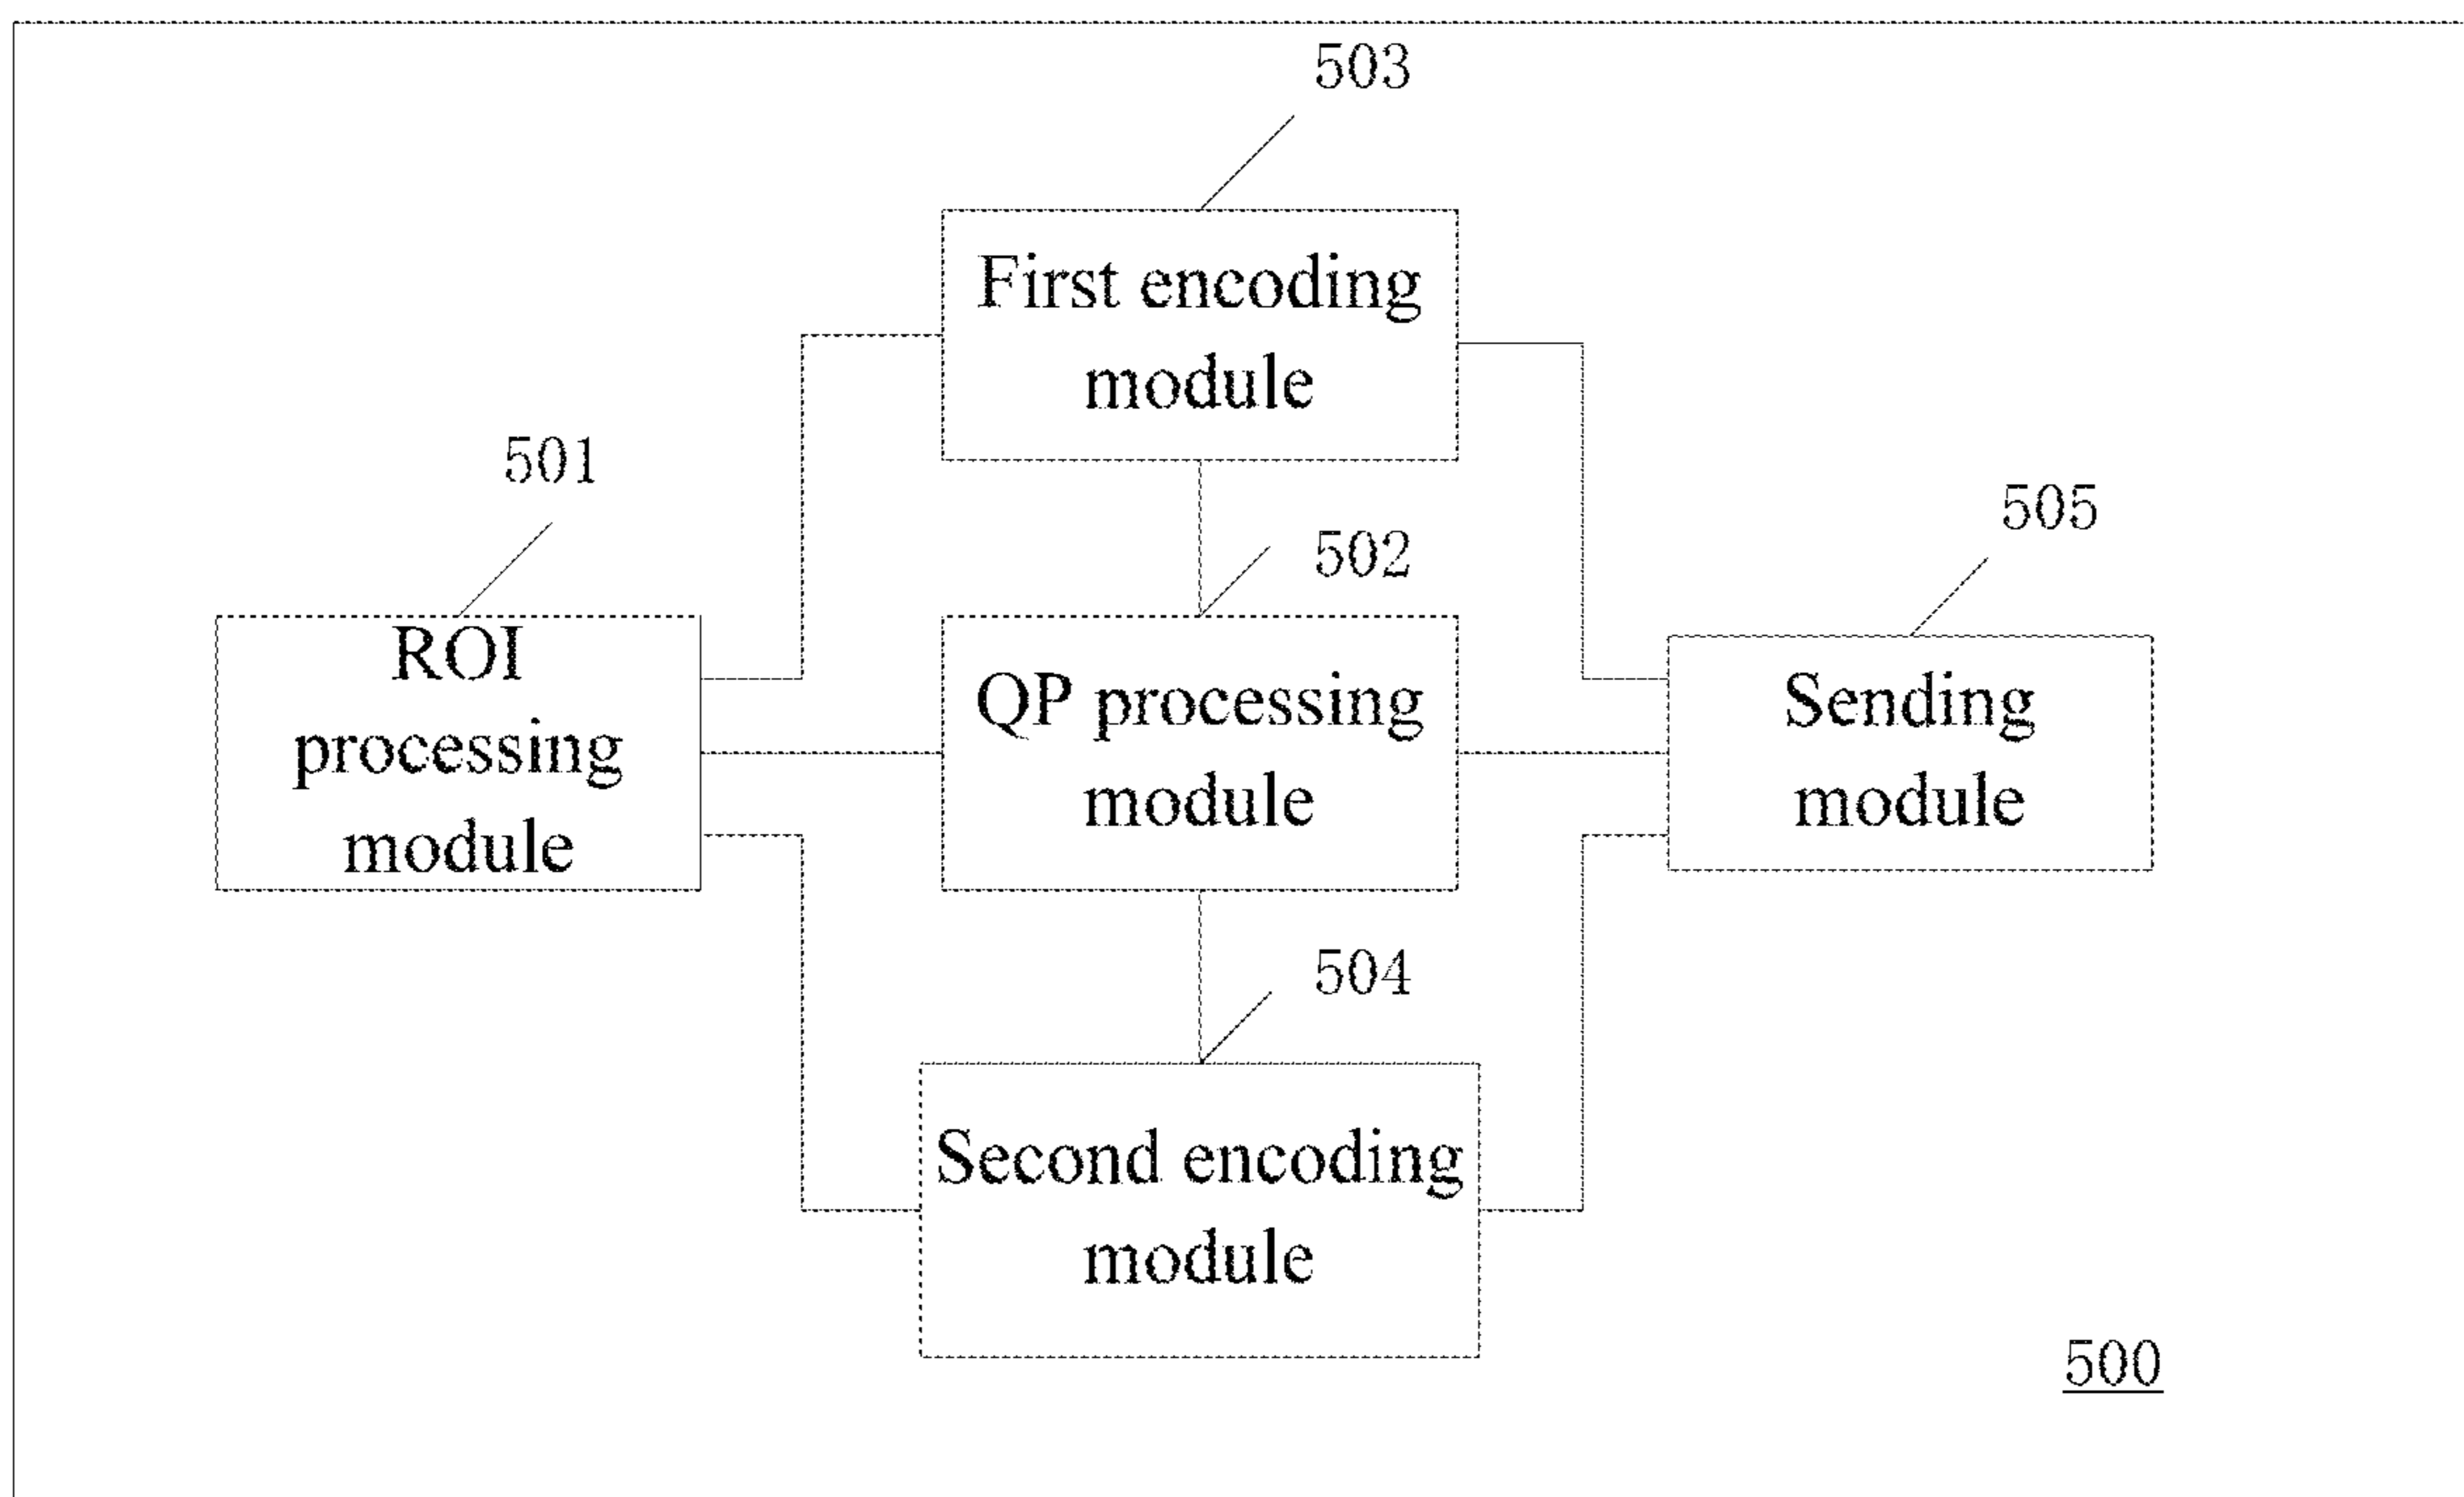 503
First encoding
module
501
ROI
processing
module
502
QP processing
module
505
Sending
module
504
Second encoding
module
500